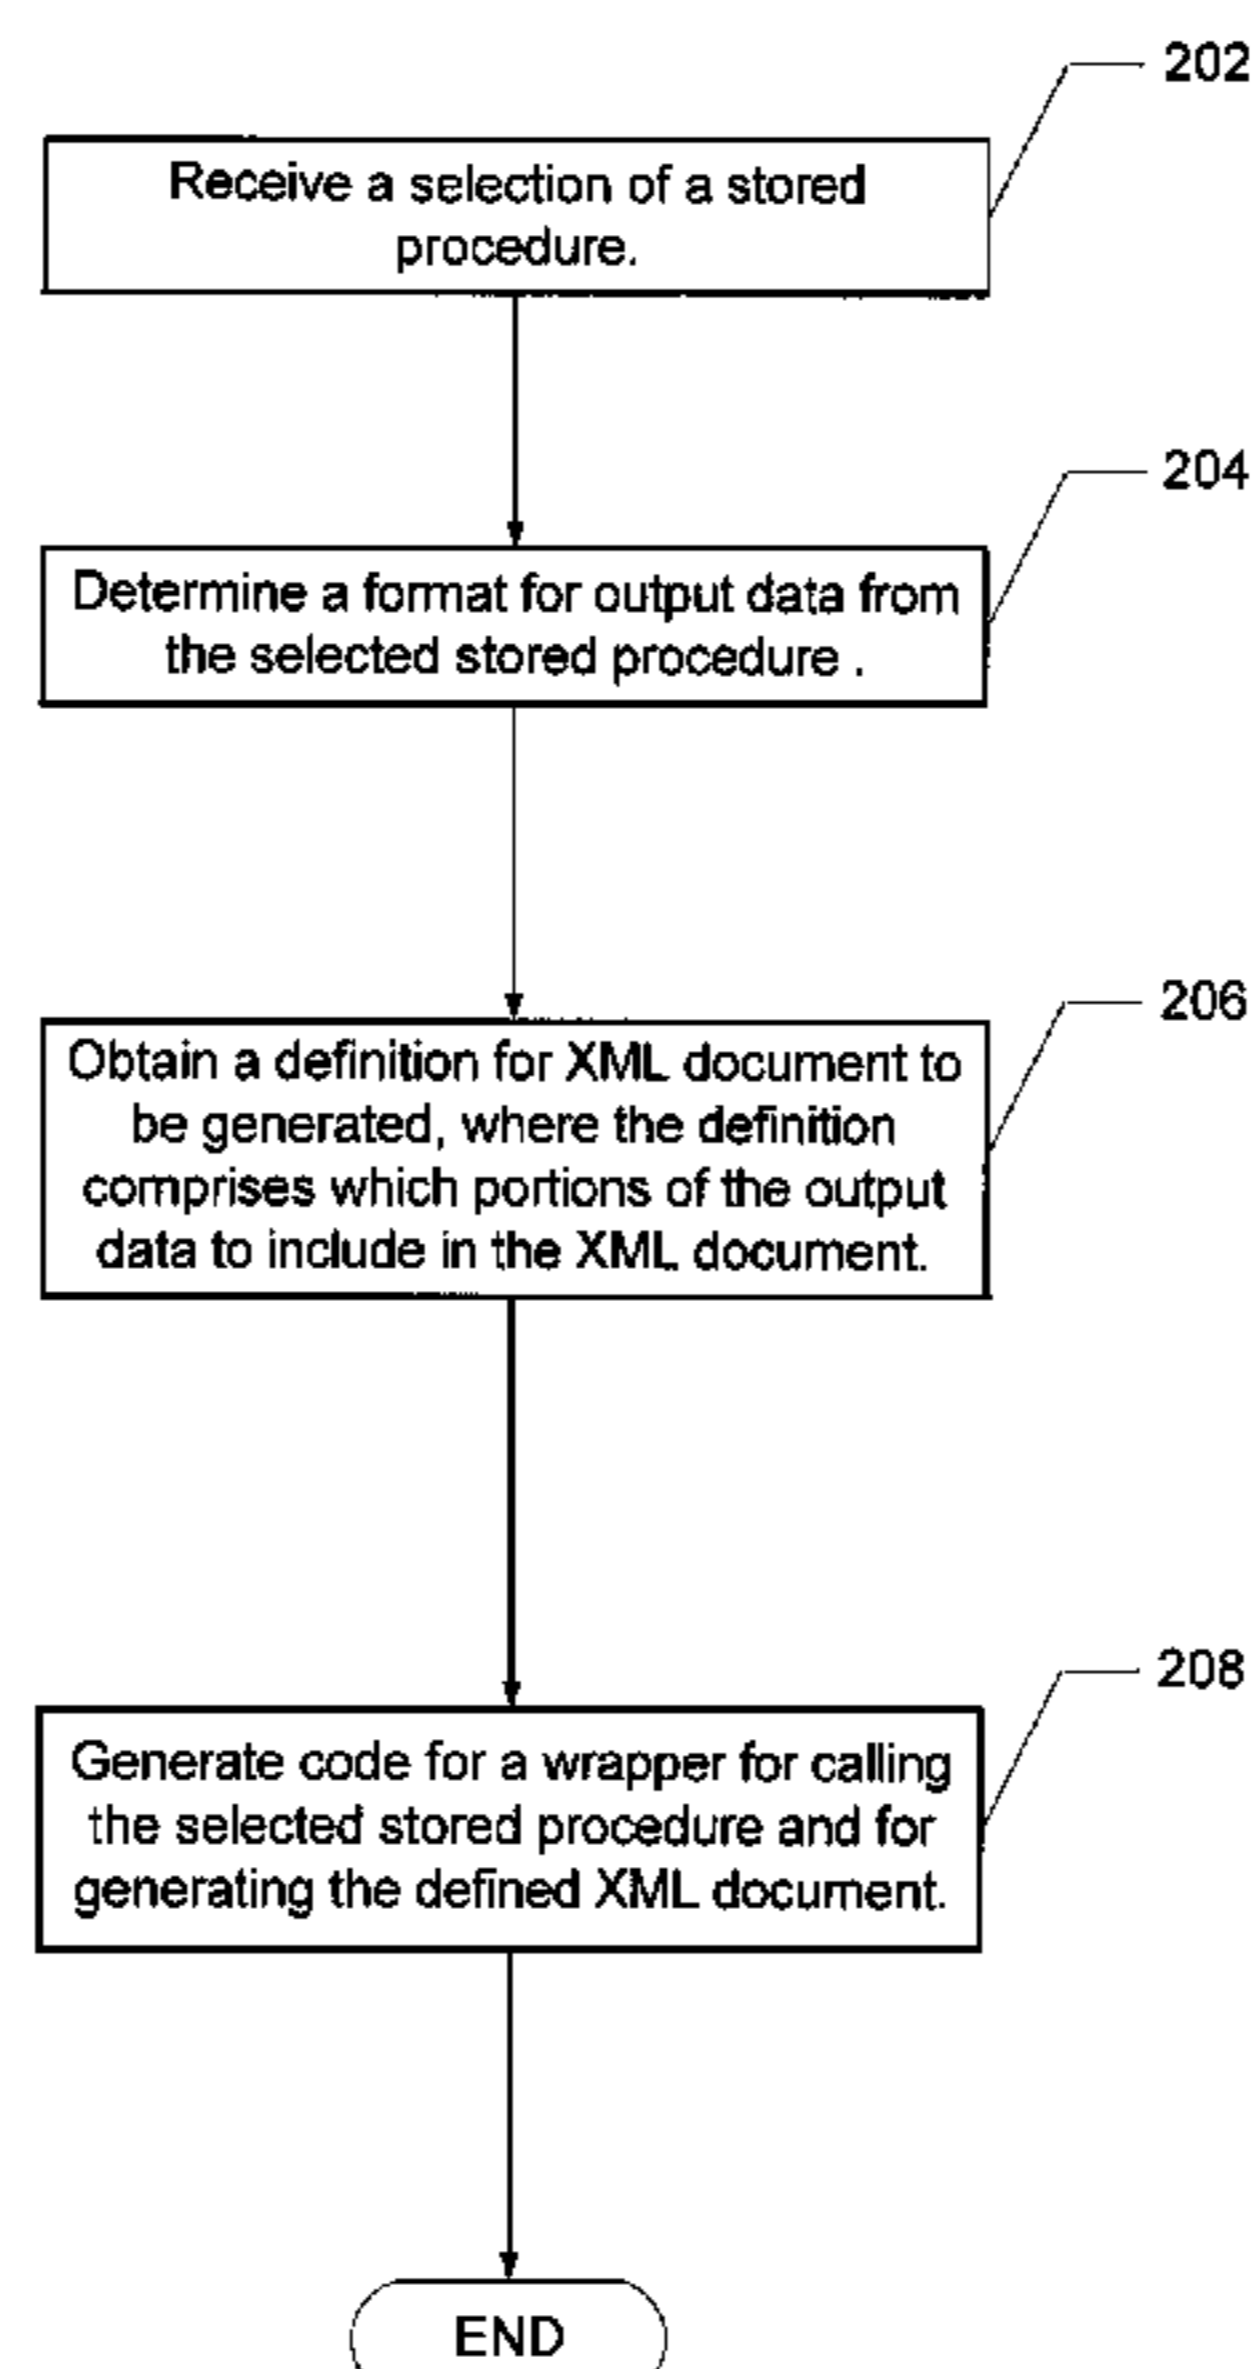 202
Receive a selection of a stored
procedure.
204
Determine a format for output data from
the selected stored procedure .
206
Obtain a definition for XML document to
be generated, where the definition
comprises which portions of the output
data to include in the XML document.
208
Generate code for a wrapper for calling
the selected stored procedure and for
generating the defined XML document.
END